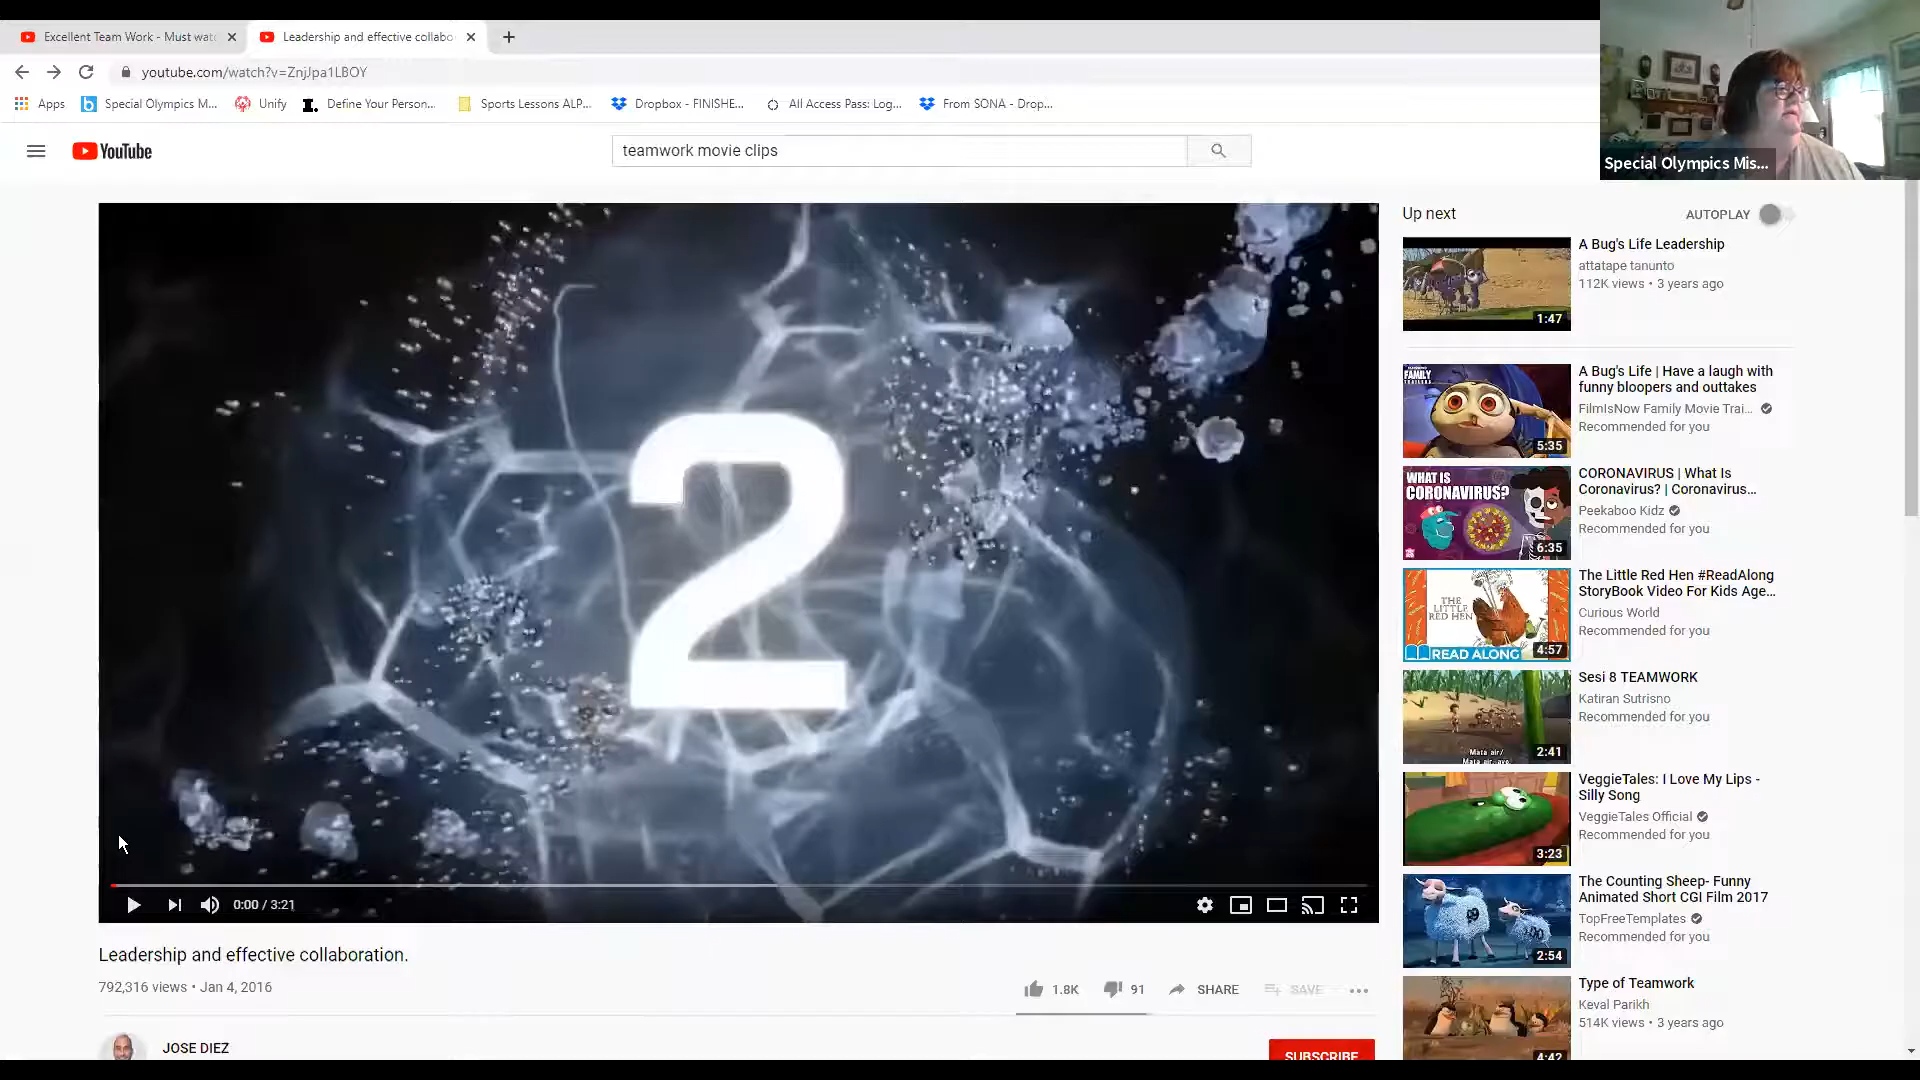 Excellent Team Work - Must wat
Leadership and effective collabo
youtube.com/watch?v=ZnjJpa1LBOY
Apps
Special Olympics M...
Unify
Define Your Person...
Sports Lessons ALP...
Dropbox - FINISHE...
All Access Pass: Log...
From SONA - Drop...
Special Olympics Mis...
YouTube
teamwork movie clips
2
0:00 / 3:21
Leadership and effective collaboration.
792,316 views • Jan 4, 2016
1.8K
91
SHARE
SAVE
JOSE DIEZ
SUBSCRIBE
Up next
AUTOPLAY
1:47
A Bug's Life Leadership
attatape tanunto
112K views • 3 years ago
FAMILY
5:35
A Bug's Life | Have a laugh with
funny bloopers and outtakes
FilmIsNow Family Movie Trai...
Recommended for you
WHAT IS
CORONAVIRUS?
6:35
CORONAVIRUS | What Is
Coronavirus? | Coronavirus...
Peekaboo Kidz
Recommended for you
THE
LITTLE
RED HEN
READ ALONG
4:57
The Little Red Hen #ReadAlong
StoryBook Video For Kids Age...
Curious World
Recommended for you
Mata air/
Mata air, ayo
2:41
Sesi 8 TEAMWORK
Katiran Sutrisno
Recommended for you
3:23
VeggieTales: I Love My Lips -
Silly Song
VeggieTales Official
Recommended for you
2:54
The Counting Sheep- Funny
Animated Short CGI Film 2017
TopFreeTemplates
Recommended for you
4:42
Type of Teamwork
Keval Parikh
514K views • 3 years ago